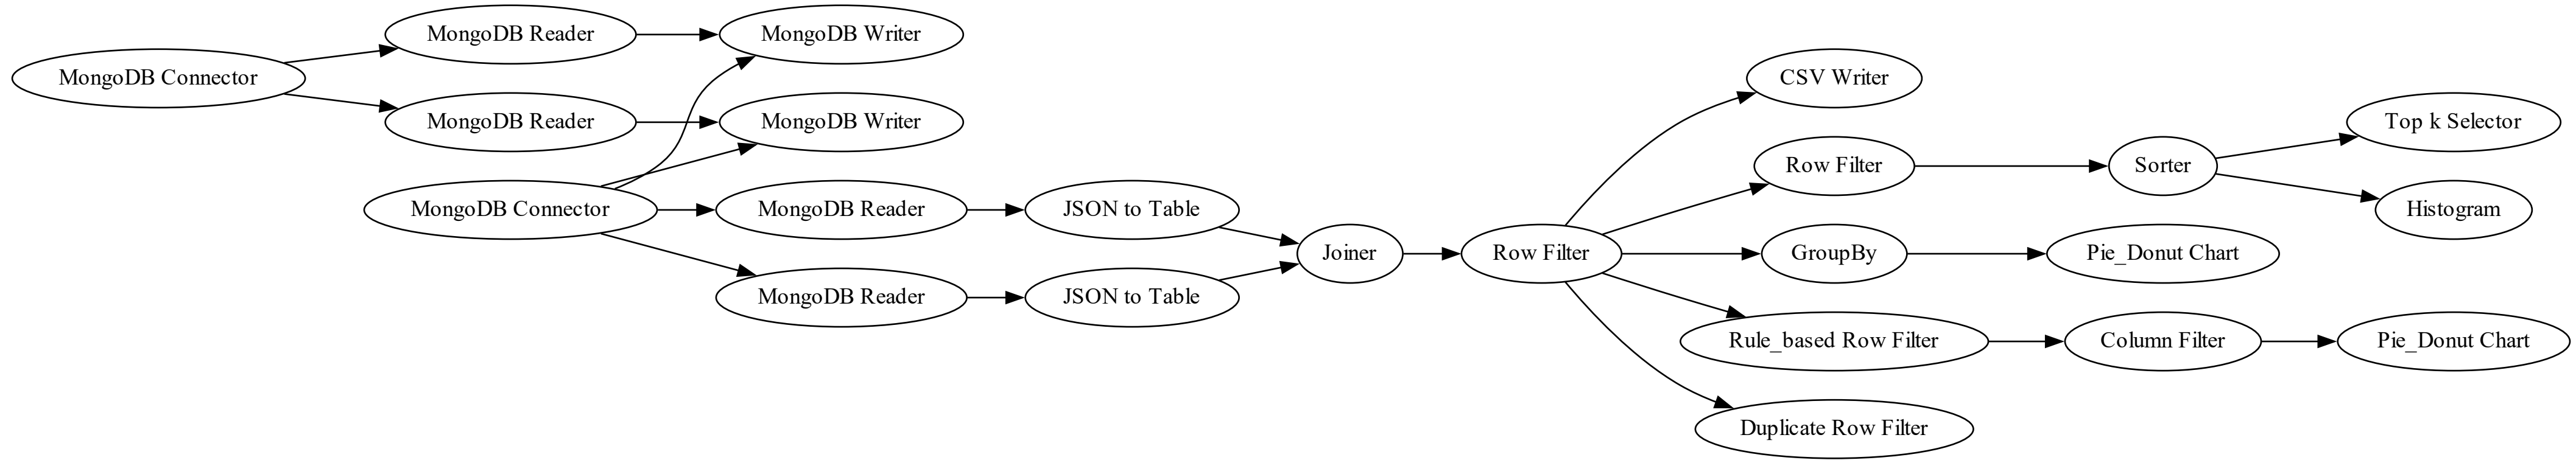 MongoDB Connector
MongoDB Reader
MongoDB Writer
MongoDB Reader
MongoDB Writer
MongoDB Connector
MongoDB Reader
JSON to Table
MongoDB Reader
JSON to Table
Joiner
Row Filter
CSV Writer
Row Filter
Sorter
Top k Selector
Histogram
GroupBy
Pie_Donut Chart
Rule_based Row Filter
Column Filter
Pie_Donut Chart
Duplicate Row Filter